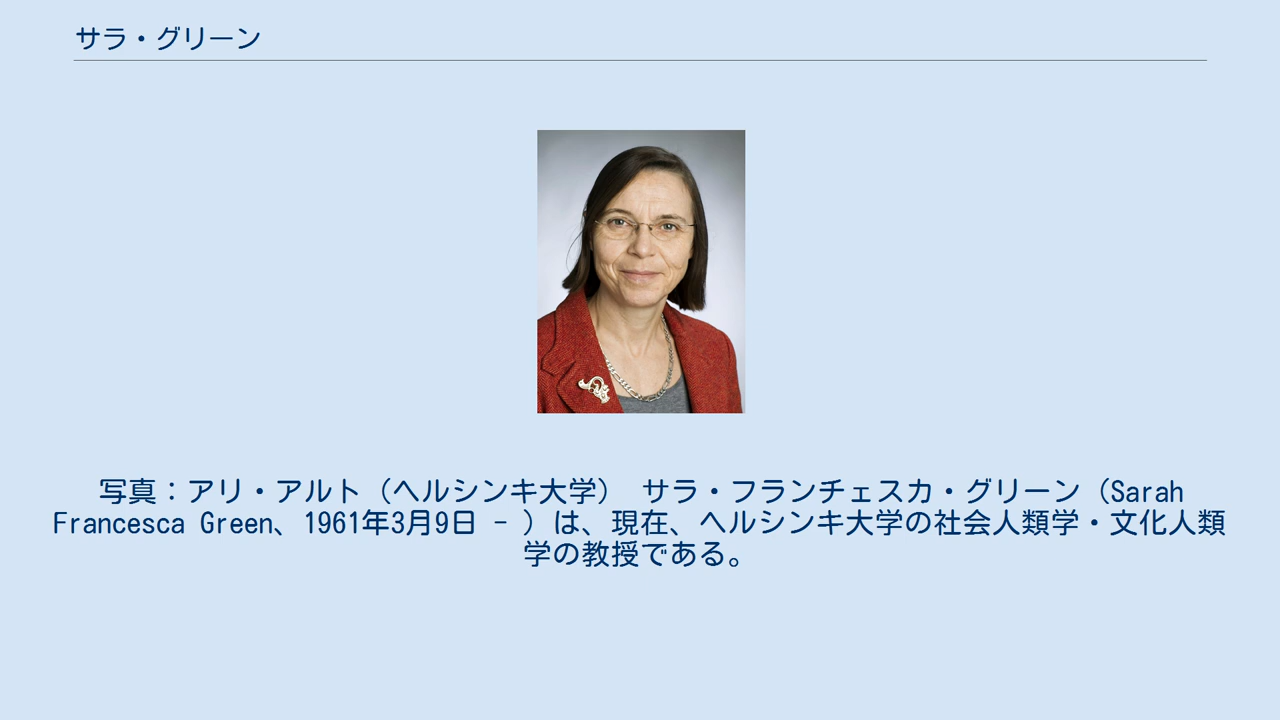 サラ・グリーン
写真：アリ・アルト（ヘルシンキ大学） サラ・フランチェスカ・グリーン（Sarah
Francesca Green、1961年3月9日 - ）は、現在、ヘルシンキ大学の社会人類学・文化人類
学の教授である。